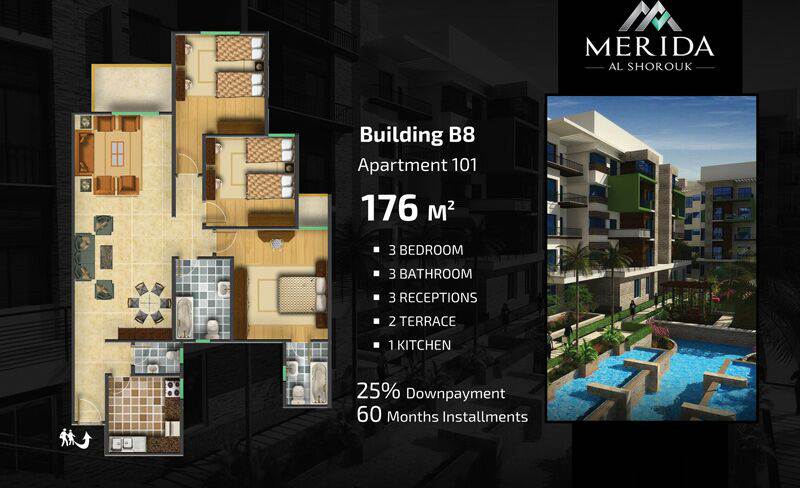 MERIDA
AL SHOROUK
Building B8
Apartment 101
176 M²
3 BEDROOM
3 BATHROOM
3 RECEPTIONS
2 TERRACE
1 KITCHEN
25% Downpayment
60 Months Installments